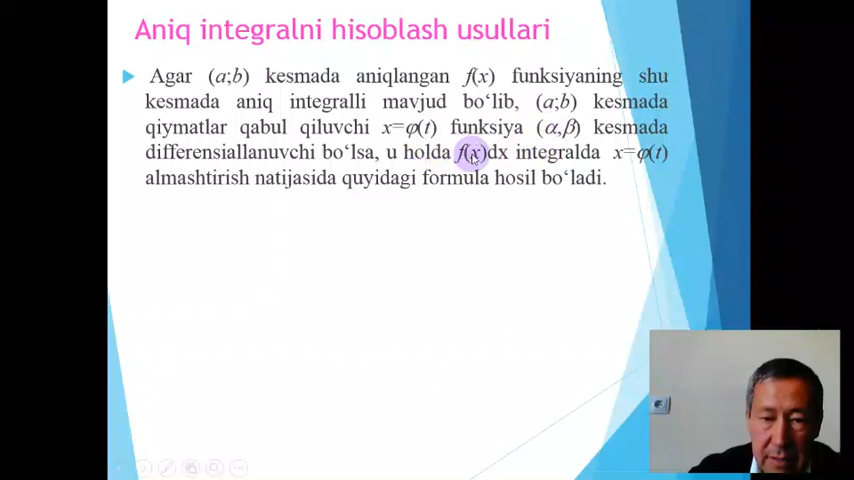 Aniq integralni hisoblash usullari
Agar (a;b) kesmada aniqlangan f(x) funksiyaning shu
kesmada aniq integralli mavjud bo‘lib, (a;b) kesmada
qiymatlar qabul qiluvchi x=φ(t) funksiya (α,β) kesmada
differensiallanuvchi bo‘lsa, u holda f(x)dx integralda x=φ(t)
almashtirish natijasida quyidagi formula hosil bo‘ladi.